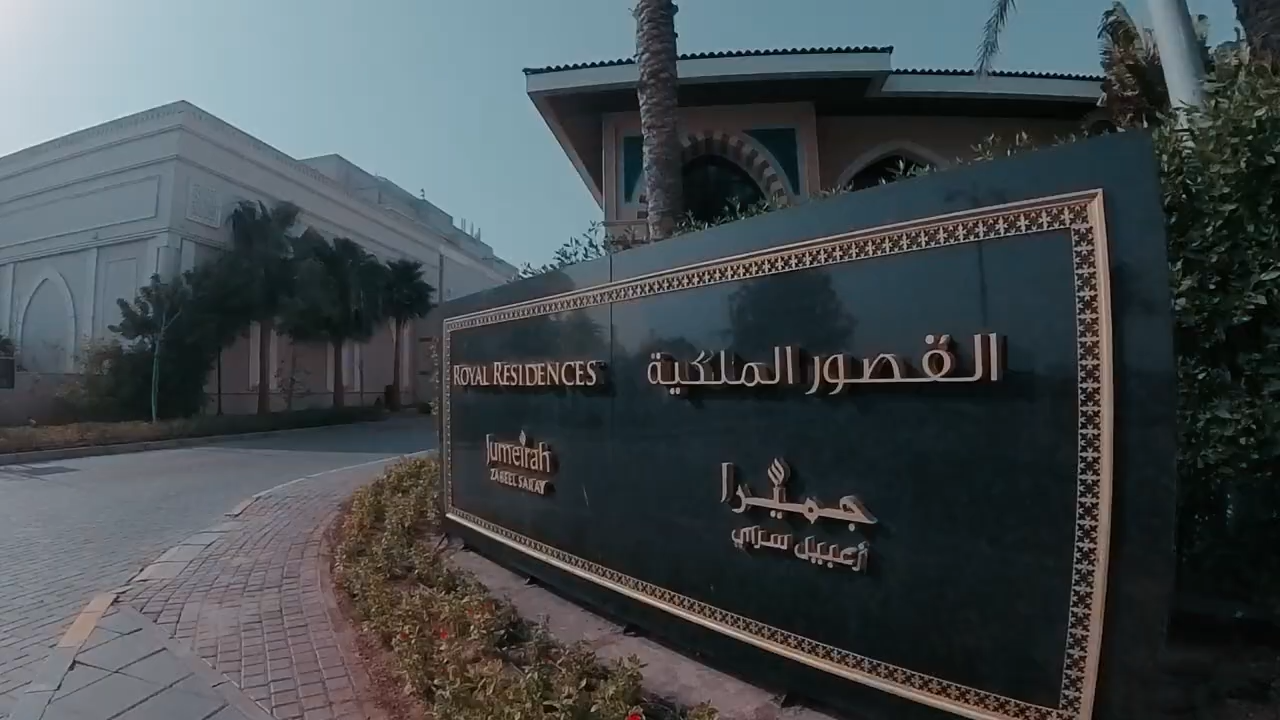 ROYAL RESIDENCES
القصور الملكية
Jumeirah
ZABEEL SARAY
جميرا
زعبيل سراي